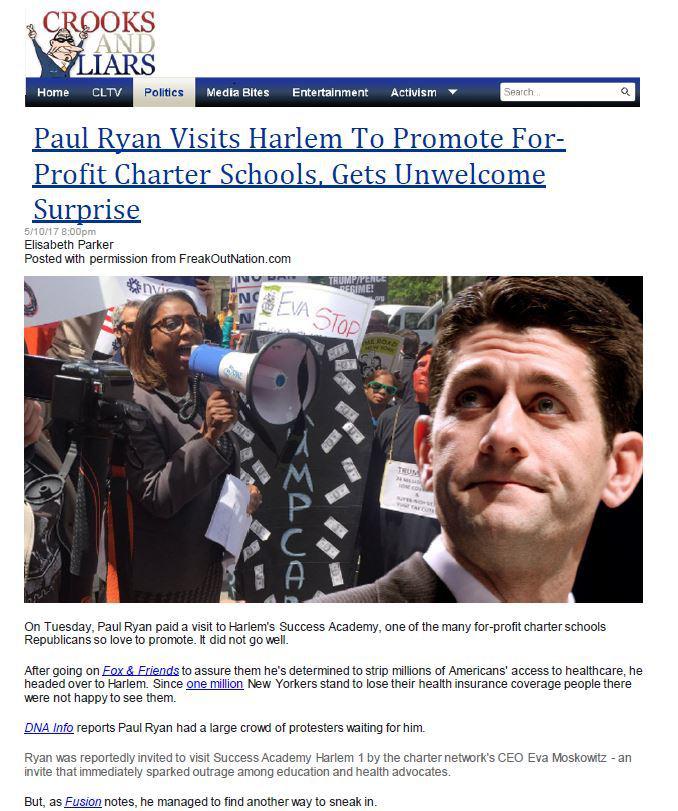 CROOKS
AND
LIARS
Home CLTV Politics Media Bites Entertainment Activism Search...
Paul Ryan Visits Harlem To Promote For-
Profit Charter Schools, Gets Unwelcome
Surprise
5/10/17 8:00pm
Elisabeth Parker
Posted with permission from FreakOutNation.com
TRUMP/PENCE
REGIME!
EVA STOP
AMPCA
TRUM
On Tuesday, Paul Ryan paid a visit to Harlem's Success Academy, one of the many for-profit charter schools
Republicans so love to promote. It did not go well.
After going on Fox & Friends to assure them he's determined to strip millions of Americans' access to healthcare, he
headed over to Harlem. Since one million New Yorkers stand to lose their health insurance coverage people there
were not happy to see them.
DNA Info reports Paul Ryan had a large crowd of protesters waiting for him.
Ryan was reportedly invited to visit Success Academy Harlem 1 by the charter network's CEO Eva Moskowitz - an
invite that immediately sparked outrage among education and health advocates.
But, as Fusion notes, he managed to find another way to sneak in.